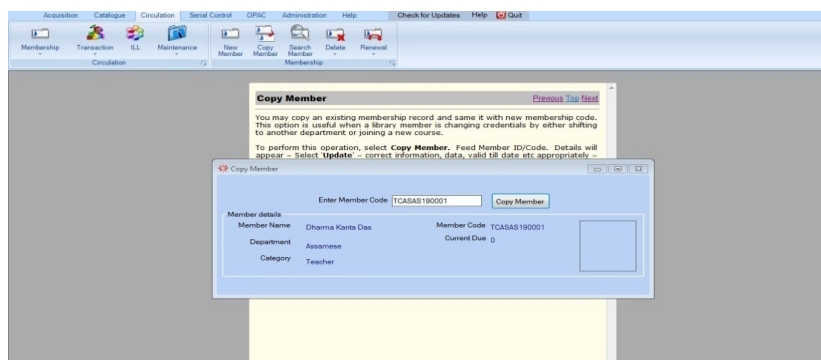 Acquisition Catalogue Circulation Serial Control OPAC Administration Help Check for Updates Help Quit
Membership Transaction ILL Maintenance New Member Copy Member Search Member Delete Renewal
Circulation Membership
Copy Member Previous Top Next
You may copy an existing membership record and same it with new membership code.
This option is useful when a library member is changing credentials by either shifting
to another department or joining a new course.
To perform this operation, select Copy Member. Feed Member ID/Code. Details will
appear – Select 'Update' – correct information, data, valid till date etc appropriately –
Copy Member
Enter Member Code TCASAS190001 Copy Member
Member details
Member Name Dharma Kanta Das Member Code TCASAS190001
Department Assamese Current Due 0
Category Teacher